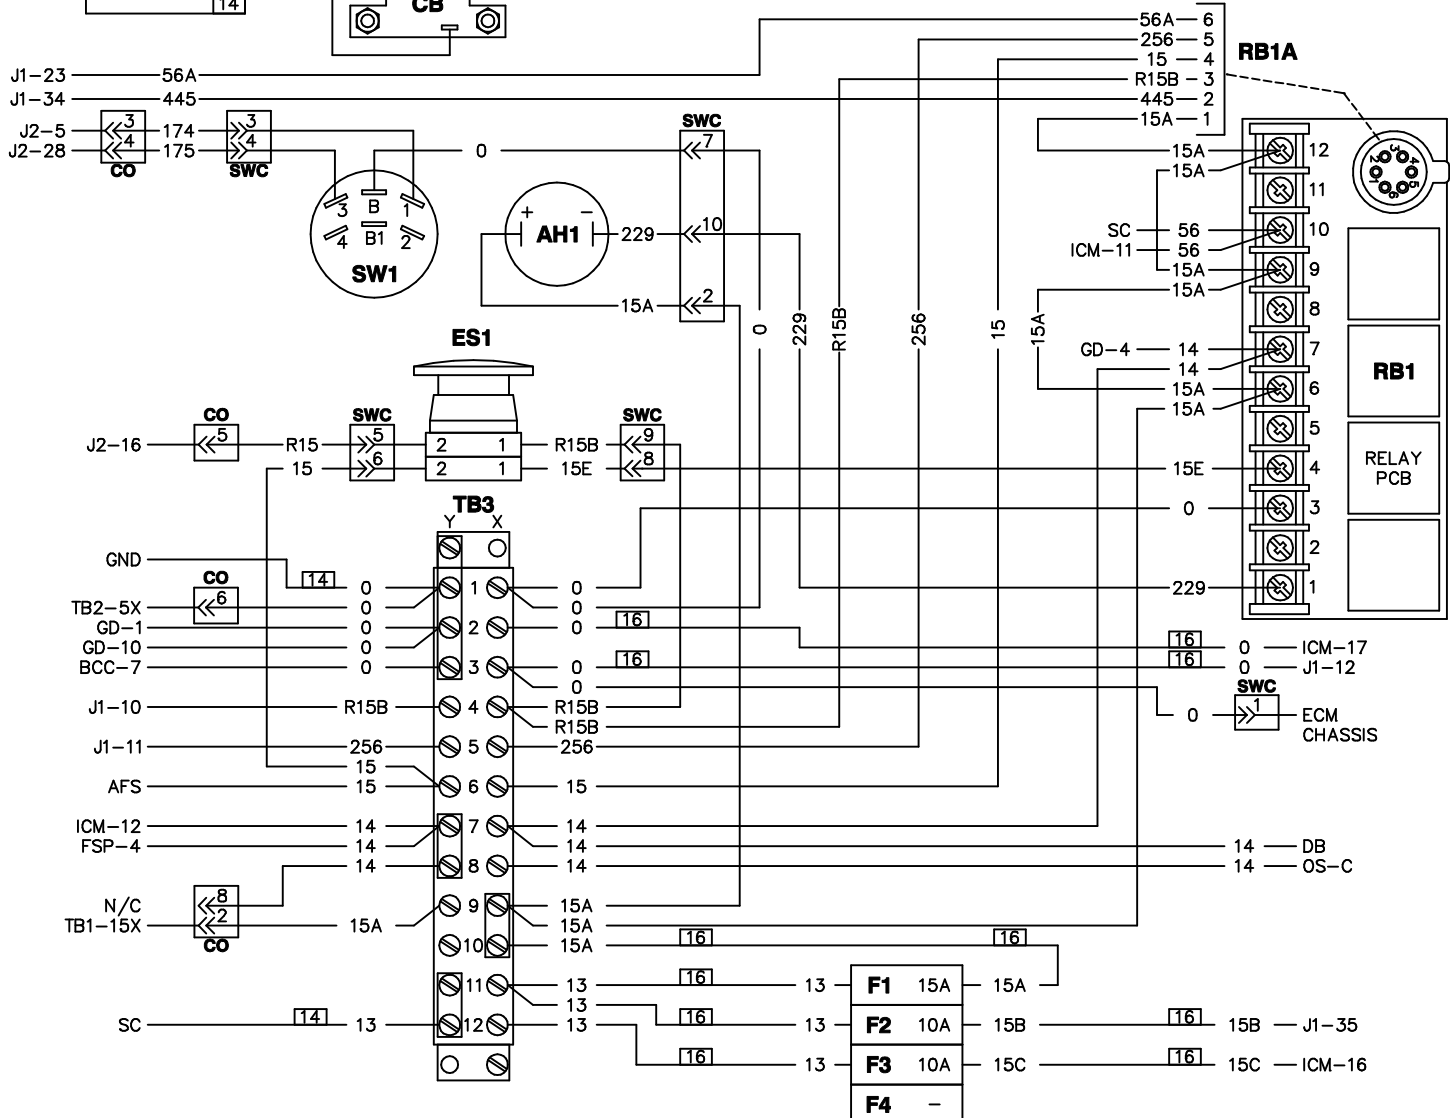 14
CB
56A 6
256 5
15 4
R15B 3
445 2
15A 1
RB1A
J1-23 56A
J1-34 445
J2-5 3 174 3
J2-28 4 175 4
CO SWC
SWC
7
0
10
2
3 B 1
4 B1 2
SW1
+ -
AH1
229
15A
15A 12
15A
11
SC 56 10
ICM-11 56
15A 9
15A
8
GD-4 14 7
14
15A 6
15A
5
15E 4
0 3
2
229 1
3 4 5 6 1 2
RB1
RELAY
PCB
0
229
R15B
256
15
15A
ES1
CO SWC SWC
J2-16 5 R15 5 2 1 R15B 9
15 6 2 1 15E 8
TB3
Y X
GND
14 0 1 0
CO
6
TB2-5X 0 0
GD-1 0 2 0 16
GD-10 0
16 0 ICM-17
BCC-7 0 3 0 16 16 0 J1-12
0
SWC
1
0 ECM
CHASSIS
J1-10 R15B 4 R15B
R15B
J1-11 256 5 256
15
AFS 15 6 15
ICM-12 14 7 14
FSP-4 14 14 14 DB
14 8 14 14 OS-C
N/C 8 9 15A
TB1-15X 2 15A 15A
CO
10 15A 16 16
11 13 16 13 F1 15A 15A
13
SC 14 13 12 13 16 13 F2 10A 15B 16 15B J1-35
16 13 F3 10A 15C 16 15C ICM-16
F4 -